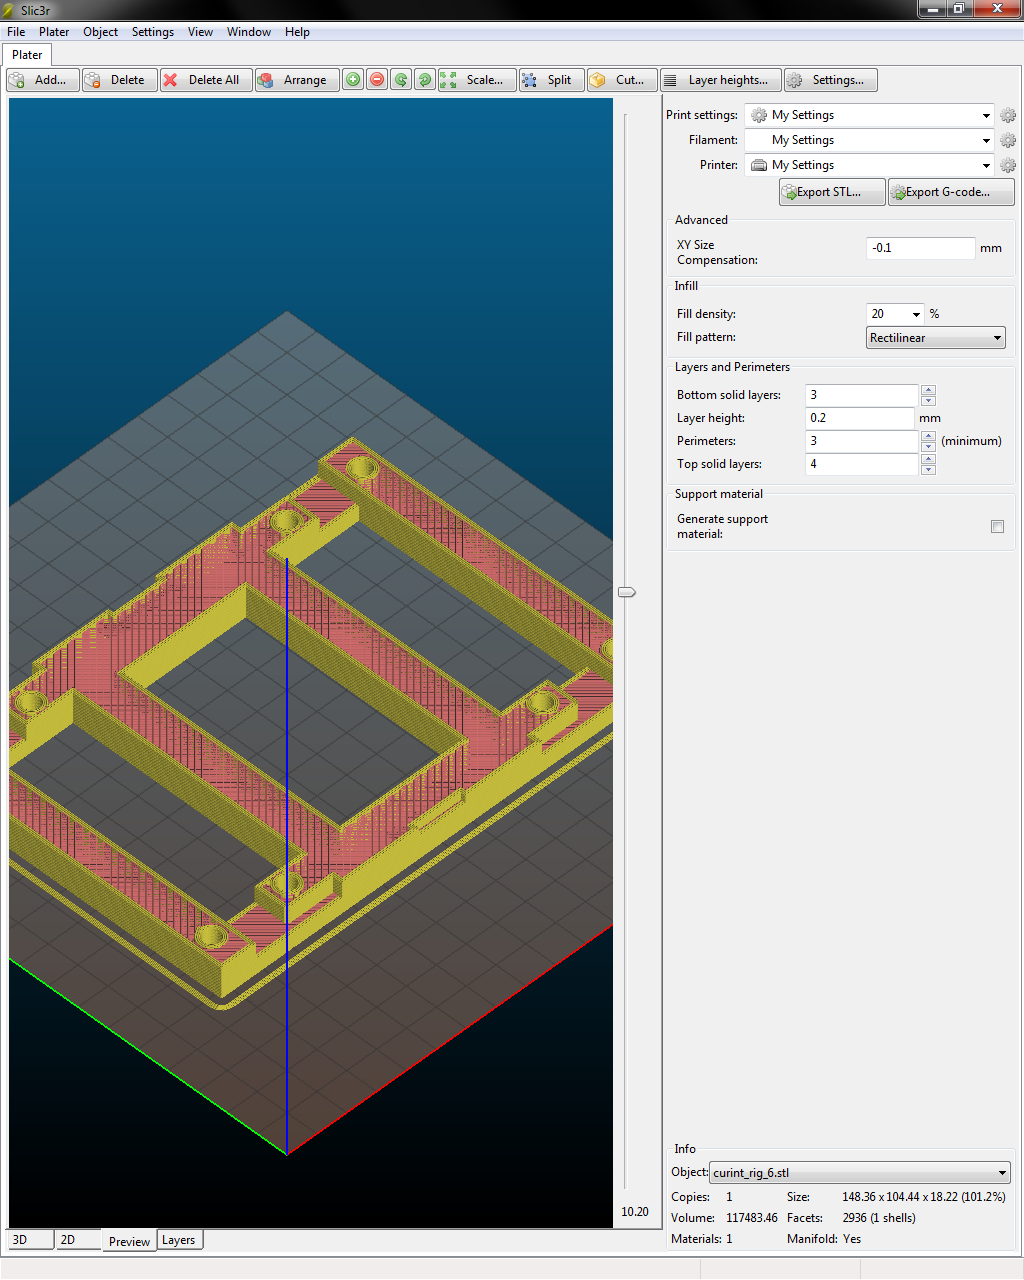 Slic3r
File Plater Object Settings View Window Help
Plater
Add... Delete Delete All Arrange Scale... Split Cut... Layer heights... Settings...
Print settings: My Settings
Filament: My Settings
Printer: My Settings
Export STL... Export G-code...
Advanced
XY Size
Compensation: -0.1 mm
Infill
Fill density: 20 %
Fill pattern: Rectilinear
Layers and Perimeters
Bottom solid layers: 3
Layer height: 0.2 mm
Perimeters: 3 (minimum)
Top solid layers: 4
Support material
Generate support
material:
10.20
Info
Object: curint_rig_6.stl
Copies: 1 Size: 148.36 x 104.44 x 18.22 (101.2%)
Volume: 117483.46 Facets: 2936 (1 shells)
Materials: 1 Manifold: Yes
3D 2D Preview Layers